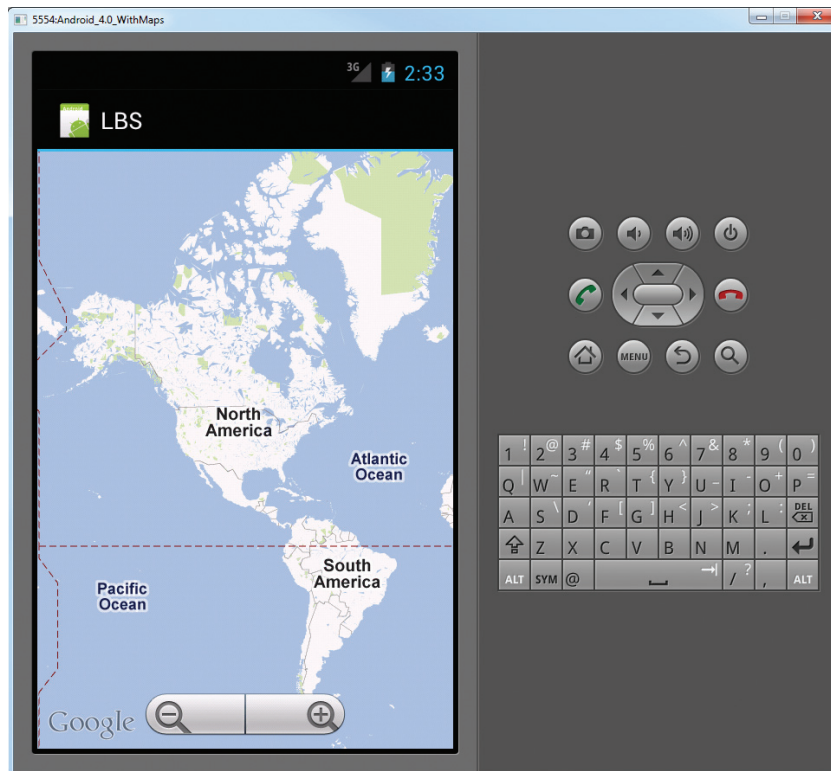 5554:Android_4.0_WithMaps
3G 2:33
LBS
North
America
Atlantic
Ocean
South
America
Pacific
Ocean
Google
MENU
1 ! 2 @ 3 # 4 $ 5 % 6 ^ 7 & 8 * 9 ( 0 )
Q | W ~ E " R ` T { Y } U _ I - O + P =
A S \ D ' F [ G ] H < J > K ; L : DEL
Z X C V B N M .
ALT SYM @ / ? , ALT